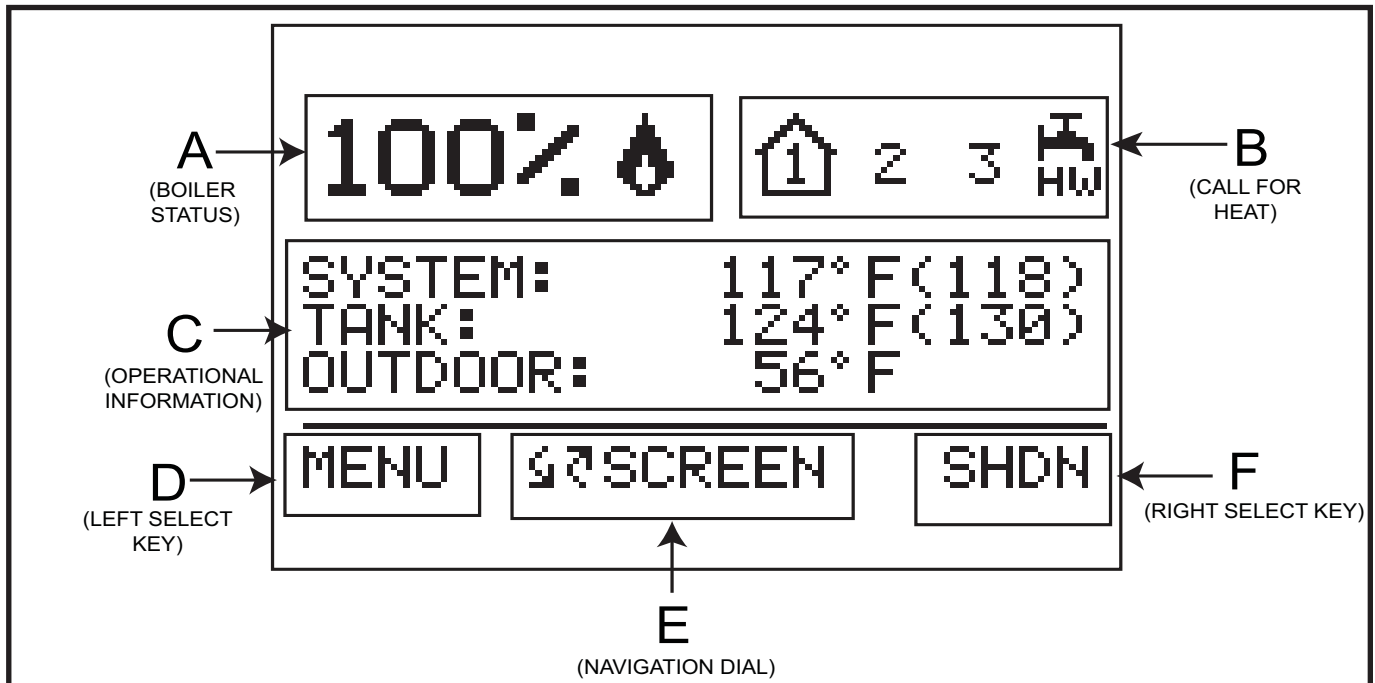 100%
1 2 3 HW
A
(BOILER
STATUS)
B
(CALL FOR
HEAT)
SYSTEM: 117°F(118)
TANK: 124°F(130)
OUTDOOR: 56°F
C
(OPERATIONAL
INFORMATION)
MENU SCREEN SHDN
D
(LEFT SELECT
KEY)
F
(RIGHT SELECT KEY)
E
(NAVIGATION DIAL)